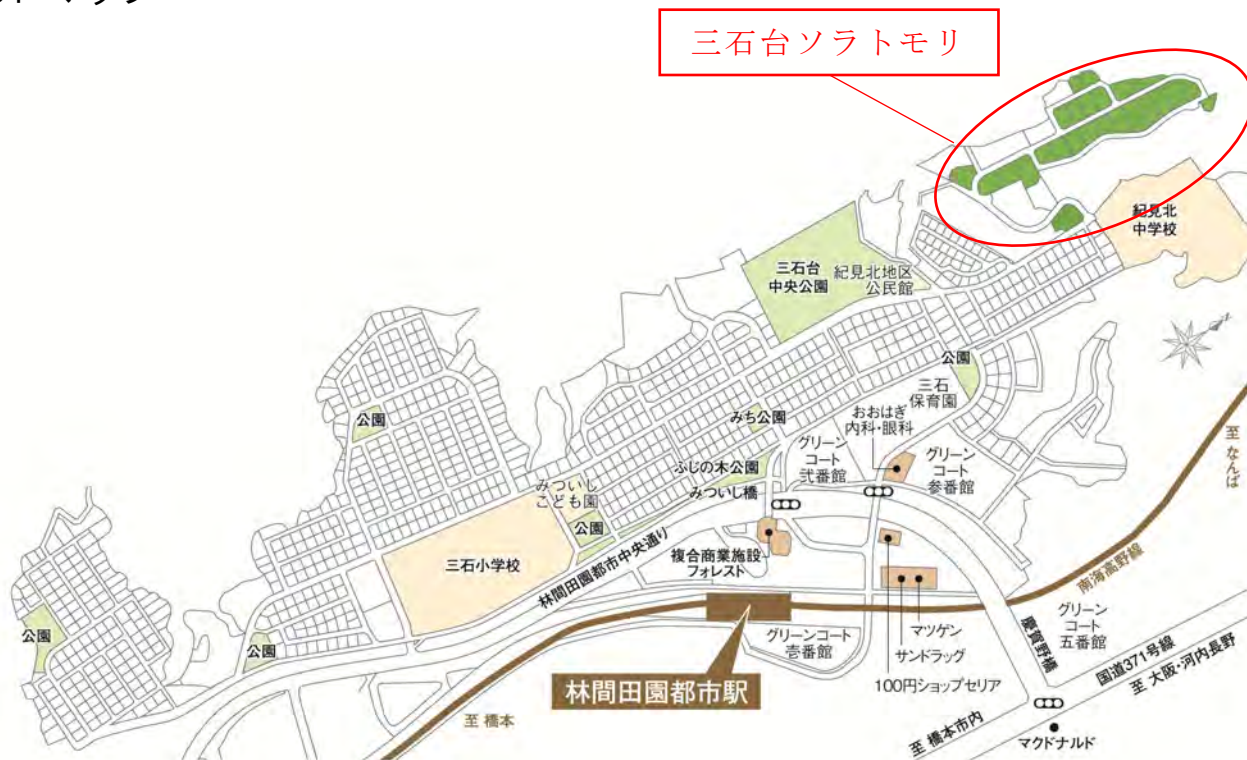 三石台ソラトモリ
紀見北
中学校
三石台
中央公園
紀見北地区
公民館
公園
三石
保育園
おおはぎ
内科・眼科
みち公園
公園
グリーン
コート
弐番館
グリーン
コート
参番館
至 なんば
ふじの木公園
みついし橋
みついし
こども園
公園
三石小学校
林間田園都市中央通り
複合商業施設
フォレスト
南海高野線
マツゲン
サンドラッグ
100円ショップセリア
グリーンコート
壱番館
慶賀野橋
グリーン
コート
五番館
国道371号線
至 大阪・河内長野
公園
公園
林間田園都市駅
至 橋本
至 橋本市内
マクドナルド